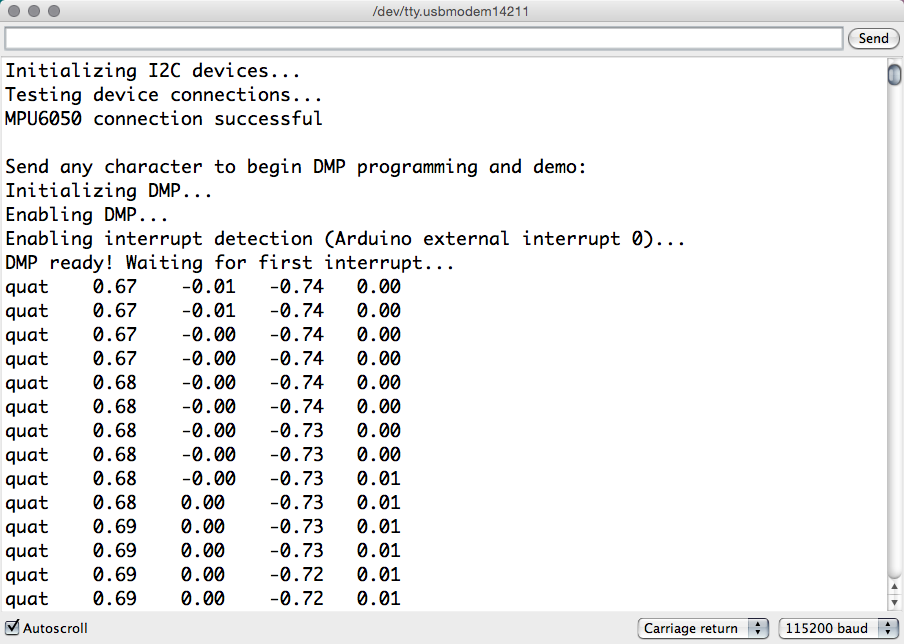 /dev/tty.usbmodem14211
Send
Initializing I2C devices...
Testing device connections...
MPU6050 connection successful
Send any character to begin DMP programming and demo:
Initializing DMP...
Enabling DMP...
Enabling interrupt detection (Arduino external interrupt 0)...
DMP ready! Waiting for first interrupt...
quat 0.67 -0.01 -0.74 0.00
quat 0.67 -0.01 -0.74 0.00
quat 0.67 -0.00 -0.74 0.00
quat 0.67 -0.00 -0.74 0.00
quat 0.68 -0.00 -0.74 0.00
quat 0.68 -0.00 -0.74 0.00
quat 0.68 -0.00 -0.73 0.00
quat 0.68 -0.00 -0.73 0.00
quat 0.68 -0.00 -0.73 0.01
quat 0.68 0.00 -0.73 0.01
quat 0.69 0.00 -0.73 0.01
quat 0.69 0.00 -0.73 0.01
quat 0.69 0.00 -0.72 0.01
quat 0.69 0.00 -0.72 0.01
Autoscroll Carriage return 115200 baud